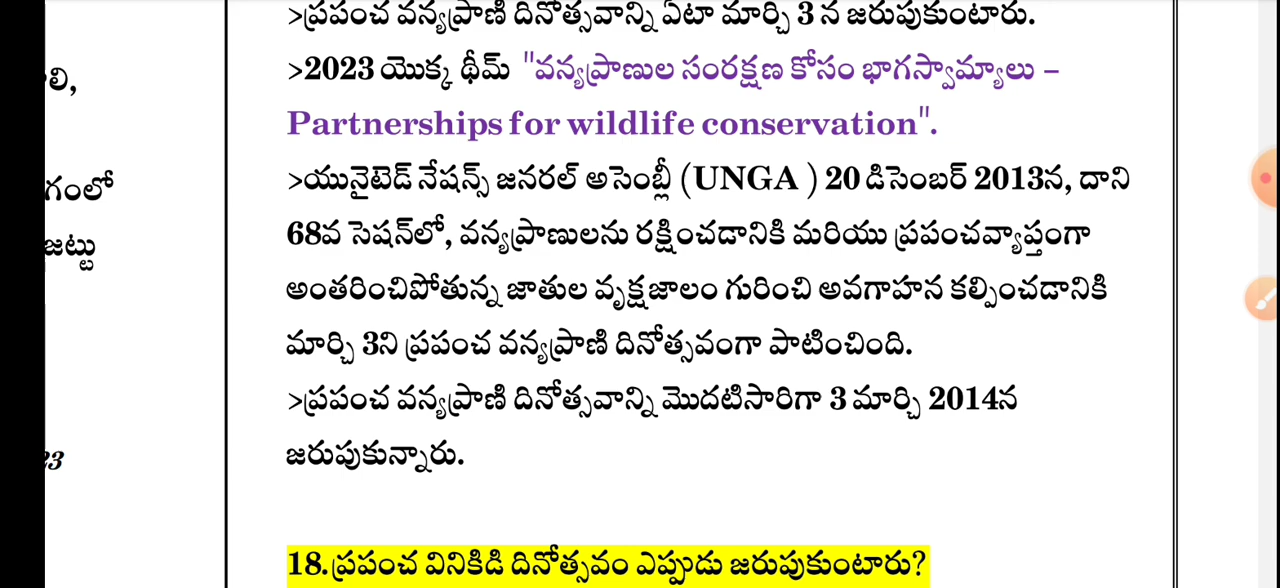 >ప్రపంచ వన్యప్రాణి దినోత్సవాన్ని ఏటా మార్చి 3 న జరుపుకుంటారు.
>2023 యొక్క థీమ్ "వన్యప్రాణుల సంరక్షణ కోసం భాగస్వామ్యాలు –
Partnerships for wildlife conservation".
>యునైటెడ్ నేషన్స్ జనరల్ అసెంబ్లీ (UNGA ) 20 డిసెంబర్ 2013న, దాని
68వ సెషన్‌లో, వన్యప్రాణులను రక్షించడానికి మరియు ప్రపంచవ్యాప్తంగా
అంతరించిపోతున్న జాతుల వృక్షజాలం గురించి అవగాహన కల్పించడానికి
మార్చి 3ని ప్రపంచ వన్యప్రాణి దినోత్సవంగా పాటించింది.
>ప్రపంచ వన్యప్రాణి దినోత్సవాన్ని మొదటిసారిగా 3 మార్చి 2014న
జరుపుకున్నారు.
18.ప్రపంచ వినికిడి దినోత్సవం ఎప్పుడు జరుపుకుంటారు?